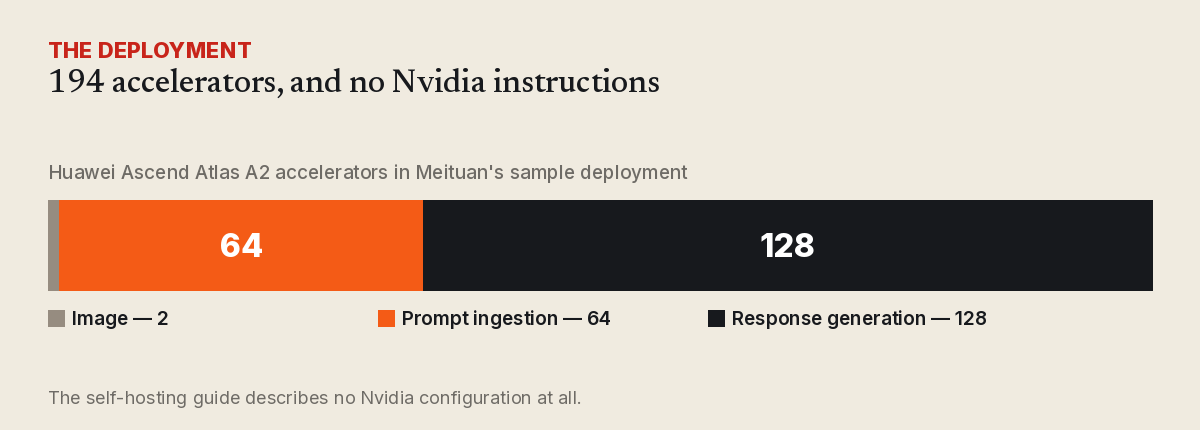 THE DEPLOYMENT
194 accelerators, and no Nvidia instructions
Huawei Ascend Atlas A2 accelerators in Meituan's sample deployment
64 128
Image — 2 Prompt ingestion — 64 Response generation — 128
The self-hosting guide describes no Nvidia configuration at all.